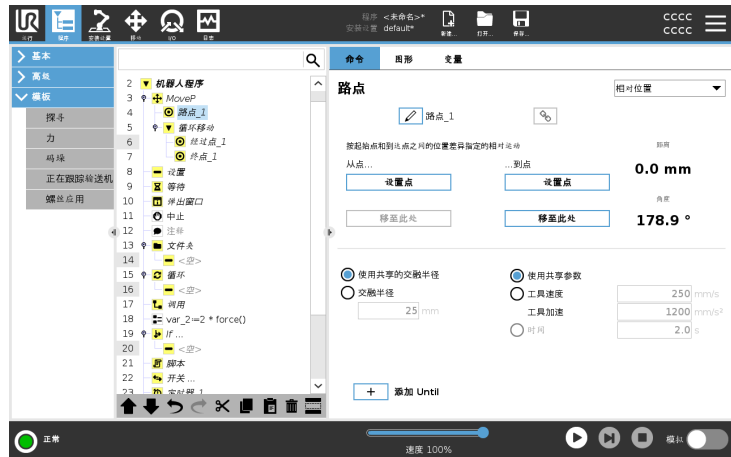 程序 <未命名>*
安装设置 default*
CCCC
CCCC
运行 程序 安装设置 移动 I/O 日志 新建... 打开... 保存...
基本
高级
模板
探斗
力
码垛
正在跟踪输送机
螺丝应用
2 机器人程序
3 MoveP
4 路点_1
5 循环移动
6 经过点_1
7 终点_1
8 设置
9 等待
10 弹出窗口
11 中止
12 注释
13 文件夹
14 <空>
15 循环
16 <空>
17 调用
18 var_2≔2 * force()
19 If ...
20 <空>
21 脚本
22 开关 ...
23 定时器_1
命令 图形 变量
路点
相对位置
路点_1
按起始点和到达点之间的位置差异指定的相对运动
从点... ...到点
设置点 设置点
移至此处 移至此处
距离
0.0 mm
角度
178.9 °
使用共享的交融半径
交融半径
25 mm
使用共享参数
工具速度 250 mm/s
工具加速 1200 mm/s²
时间 2.0 s
+ 添加 Until
正常
速度 100%
模拟